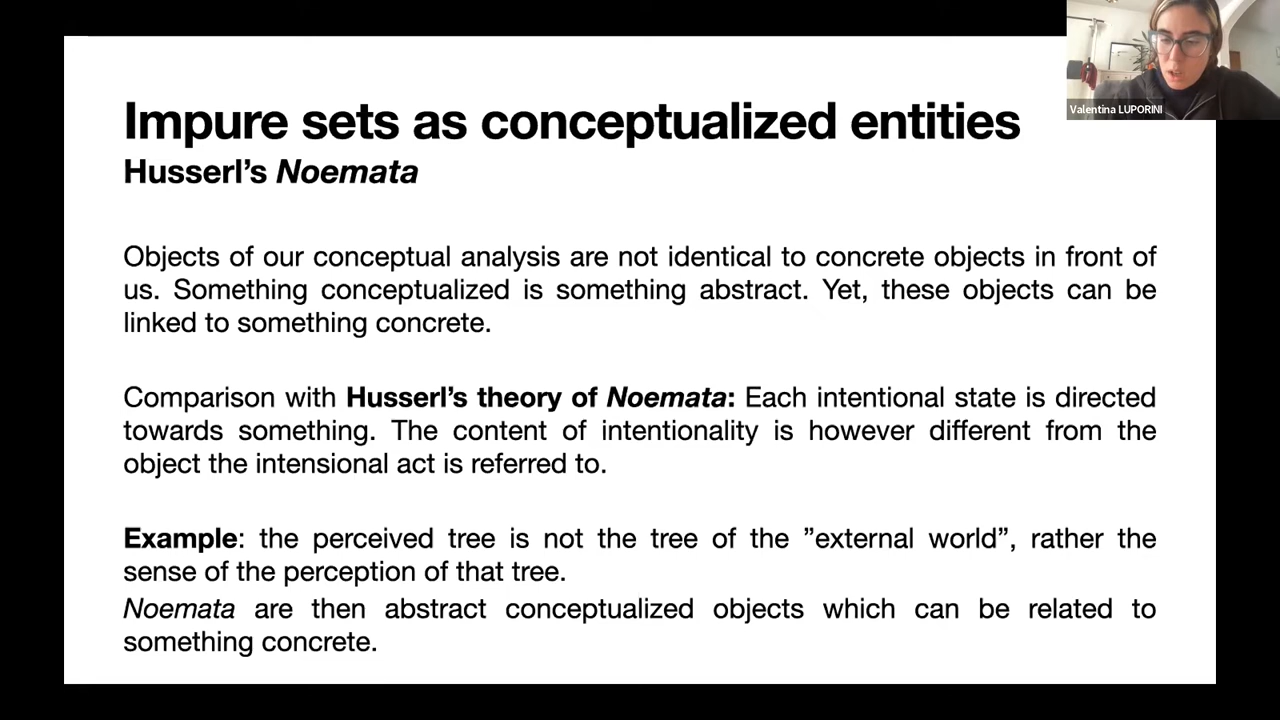 Valentina LUPORINI
Impure sets as conceptualized entities
Husserl’s Noemata
Objects of our conceptual analysis are not identical to concrete objects in front of
us. Something conceptualized is something abstract. Yet, these objects can be
linked to something concrete.
Comparison with Husserl’s theory of Noemata: Each intentional state is directed
towards something. The content of intentionality is however different from the
object the intensional act is referred to.
Example: the perceived tree is not the tree of the ”external world”, rather the
sense of the perception of that tree.
Noemata are then abstract conceptualized objects which can be related to
something concrete.